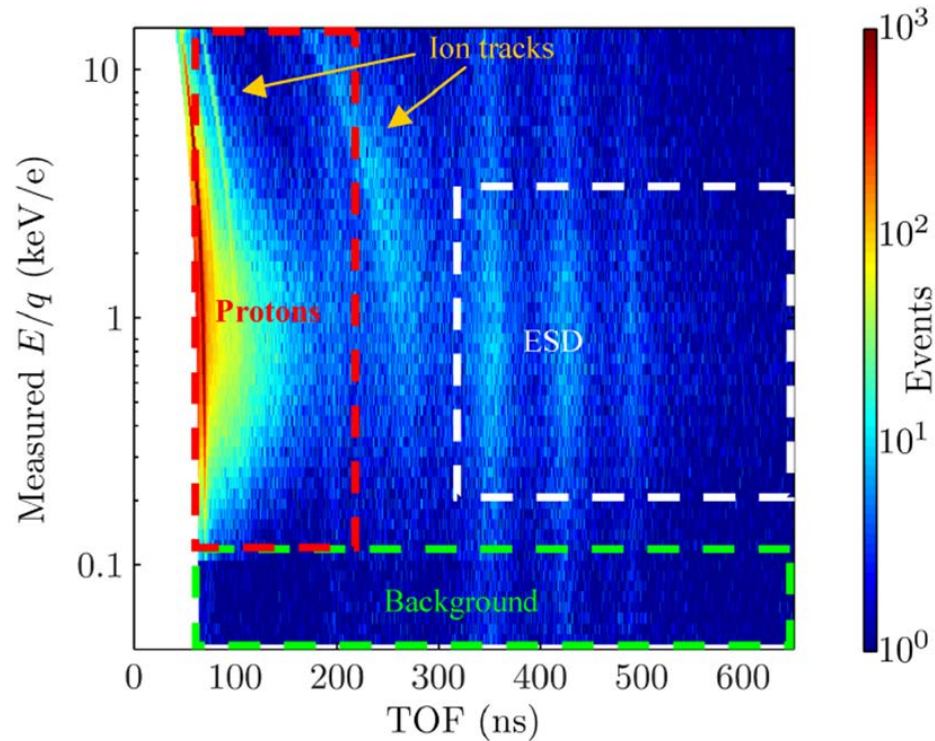 Ion tracks
Protons
ESD
Background
Measured E/q (keV/e)
10
1
0.1
0
100
200
300
400
500
600
TOF (ns)
10³
10²
10¹
10⁰
Events